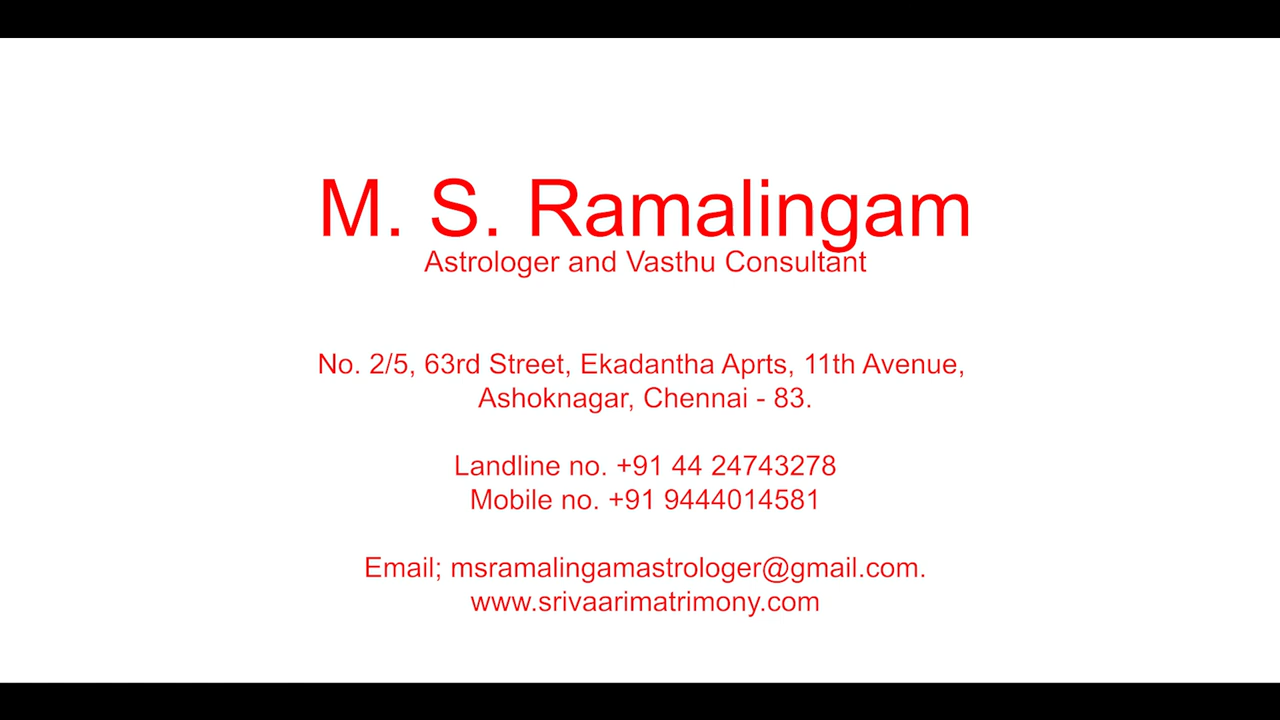 M. S. Ramalingam
Astrologer and Vasthu Consultant
No. 2/5, 63rd Street, Ekadantha Aprts, 11th Avenue,
Ashoknagar, Chennai - 83.
Landline no. +91 44 24743278
Mobile no. +91 9444014581
Email; msramalingamastrologer@gmail.com.
www.srivaarimatrimony.com